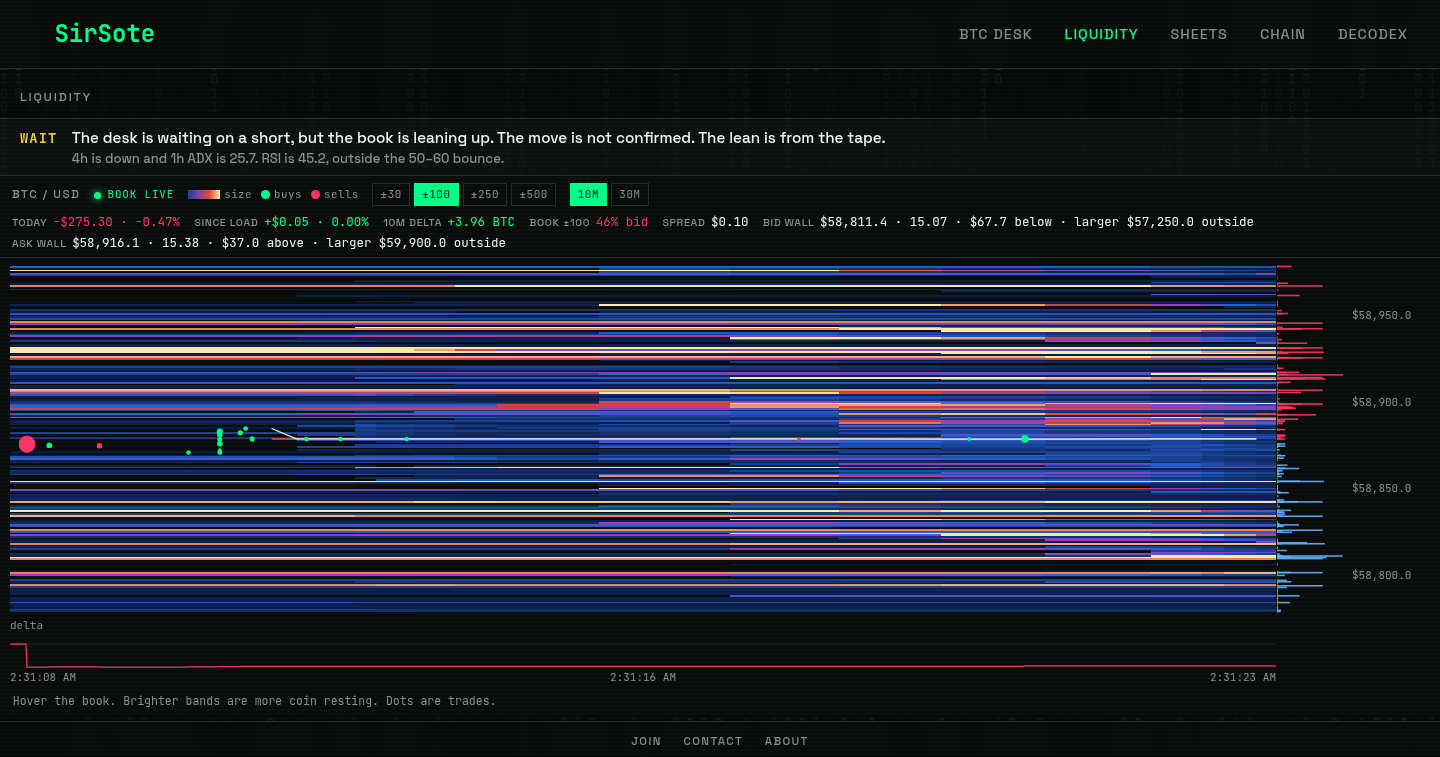 SirSote
BTC DESK LIQUIDITY SHEETS CHAIN DECODEX
LIQUIDITY
WAIT The desk is waiting on a short, but the book is leaning up. The move is not confirmed. The lean is from the tape.
4h is down and 1h ADX is 25.7. RSI is 45.2, outside the 50–60 bounce.
BTC / USD BOOK LIVE size buys sells ±30 ±100 ±250 ±500 10M 30M
TODAY -$275.30 · -0.47% SINCE LOAD +$0.05 · 0.00% 10M DELTA +3.96 BTC BOOK ±100 46% bid SPREAD $0.10 BID WALL $58,811.4 · 15.07 · $67.7 below · larger $57,250.0 outside
ASK WALL $58,916.1 · 15.38 · $37.0 above · larger $59,900.0 outside
$58,950.0
$58,900.0
$58,850.0
$58,800.0
delta
2:31:08 AM 2:31:16 AM 2:31:23 AM
Hover the book. Brighter bands are more coin resting. Dots are trades.
JOIN CONTACT ABOUT